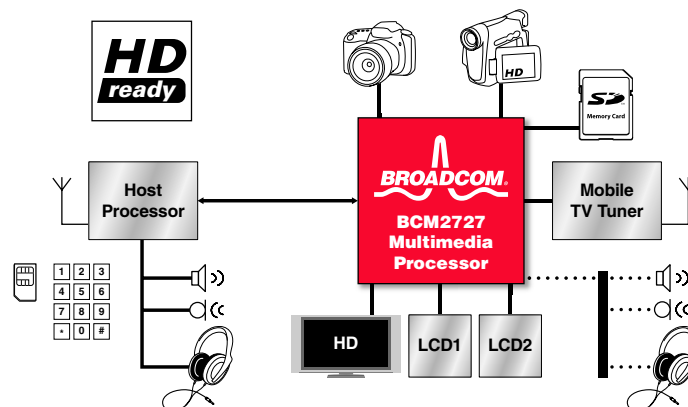 HD
ready
HD
SD
Memory Card
Host
Processor
BROADCOM.
BCM2727
Multimedia
Processor
Mobile
TV Tuner
1 2 3
4 5 6
7 8 9
* 0 #
HD
LCD1
LCD2